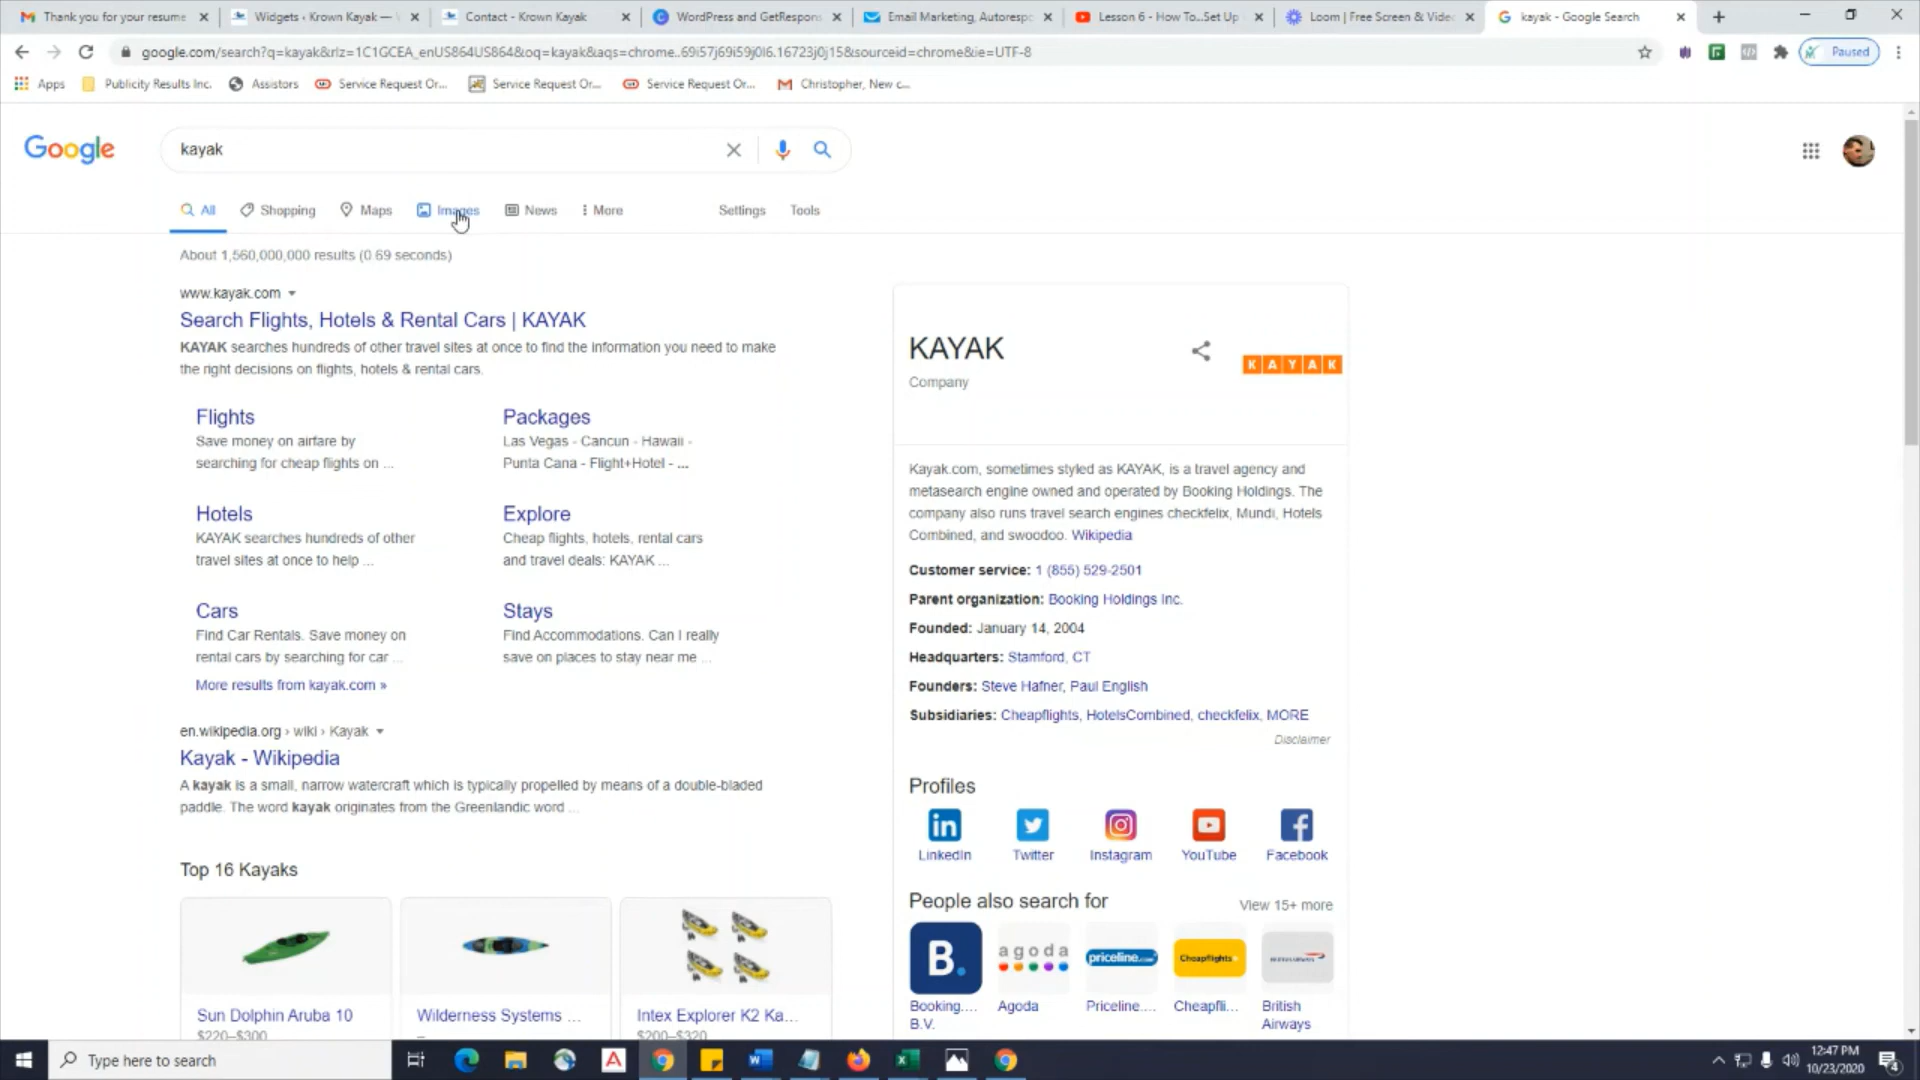 Thank you for your resume
Widgets ‹ Krown Kayak — V
Contact - Krown Kayak
WordPress and GetRespons
Email Marketing, Autorespo
Lesson 6 - How To...Set Up
Loom | Free Screen & Video
kayak - Google Search
google.com/search?q=kayak&rlz=1C1GCEA_enUS864US864&oq=kayak&aqs=chrome..69i57j69i59j0l6.16723j0j15&sourceid=chrome&ie=UTF-8
Paused
Apps
Publicity Results Inc.
Assistors
Service Request Or...
Service Request Or...
Service Request Or...
Christopher, New c...
Google
kayak
All
Shopping
Maps
Images
News
More
Settings
Tools
About 1,560,000,000 results (0.69 seconds)
www.kayak.com
Search Flights, Hotels & Rental Cars | KAYAK
KAYAK searches hundreds of other travel sites at once to find the information you need to make
the right decisions on flights, hotels & rental cars.
Flights
Save money on airfare by
searching for cheap flights on ...
Packages
Las Vegas - Cancun - Hawaii -
Punta Cana - Flight+Hotel - ...
Hotels
KAYAK searches hundreds of other
travel sites at once to help ...
Explore
Cheap flights, hotels, rental cars
and travel deals: KAYAK ...
Cars
Find Car Rentals. Save money on
rental cars by searching for car ...
Stays
Find Accommodations. Can I really
save on places to stay near me ...
More results from kayak.com »
en.wikipedia.org › wiki › Kayak
Kayak - Wikipedia
A kayak is a small, narrow watercraft which is typically propelled by means of a double-bladed
paddle. The word kayak originates from the Greenlandic word ...
Top 16 Kayaks
Sun Dolphin Aruba 10
$220–$300
Wilderness Systems ...
Intex Explorer K2 Ka...
$200–$320
KAYAK
Company
KAYAK
Kayak.com, sometimes styled as KAYAK, is a travel agency and
metasearch engine owned and operated by Booking Holdings. The
company also runs travel search engines checkfelix, Mundi, Hotels
Combined, and swoodoo. Wikipedia
Customer service: 1 (855) 529-2501
Parent organization: Booking Holdings Inc.
Founded: January 14, 2004
Headquarters: Stamford, CT
Founders: Steve Hafner, Paul English
Subsidiaries: Cheapflights, HotelsCombined, checkfelix, MORE
Disclaimer
Profiles
LinkedIn
Twitter
Instagram
YouTube
Facebook
People also search for
View 15+ more
B.
agoda
priceline.com
Cheapflights
Booking....
B.V.
Agoda
Priceline....
Cheapfli...
British
Airways
Type here to search
12:47 PM
10/23/2020
4